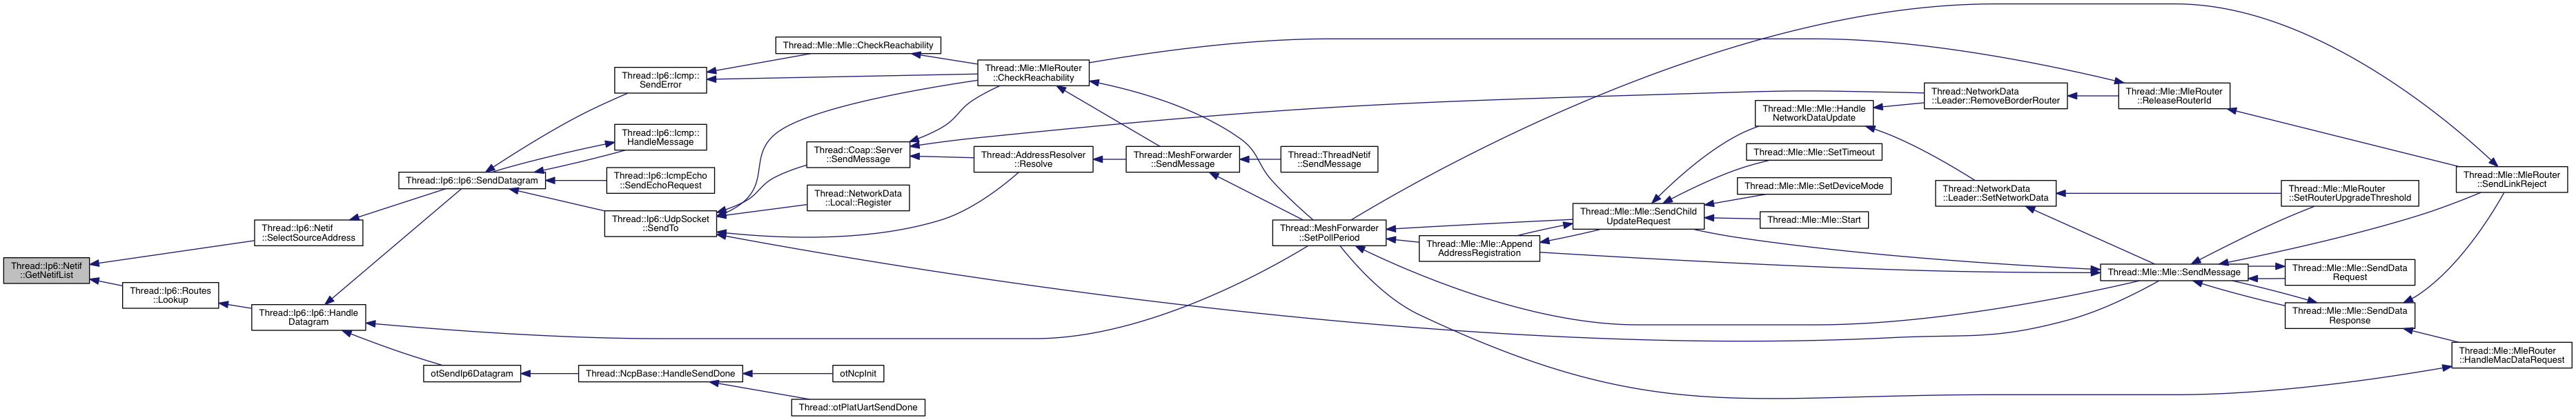 Thread::Ip6::Netif
::GetNetifList
Thread::Ip6::Netif
::SelectSourceAddress
Thread::Ip6::Routes
::Lookup
Thread::Ip6::Ip6::SendDatagram
Thread::Ip6::Ip6::Handle
Datagram
otSendIp6Datagram
Thread::Ip6::Icmp::
SendError
Thread::Ip6::Icmp::
HandleMessage
Thread::Ip6::IcmpEcho
::SendEchoRequest
Thread::Ip6::UdpSocket
::SendTo
Thread::NcpBase::HandleSendDone
Thread::Mle::Mle::CheckReachability
Thread::Coap::Server
::SendMessage
Thread::NetworkData
::Local::Register
otNcpInit
Thread::otPlatUartSendDone
Thread::Mle::MleRouter
::CheckReachability
Thread::AddressResolver
::Resolve
Thread::MeshForwarder
::SendMessage
Thread::ThreadNetif
::SendMessage
Thread::MeshForwarder
::SetPollPeriod
Thread::Mle::Mle::Append
AddressRegistration
Thread::Mle::Mle::SendChild
UpdateRequest
Thread::Mle::Mle::Handle
NetworkDataUpdate
Thread::Mle::Mle::SetTimeout
Thread::Mle::Mle::SetDeviceMode
Thread::Mle::Mle::Start
Thread::NetworkData
::Leader::RemoveBorderRouter
Thread::NetworkData
::Leader::SetNetworkData
Thread::Mle::Mle::SendMessage
Thread::Mle::MleRouter
::ReleaseRouterId
Thread::Mle::MleRouter
::SetRouterUpgradeThreshold
Thread::Mle::Mle::SendData
Request
Thread::Mle::Mle::SendData
Response
Thread::Mle::MleRouter
::SendLinkReject
Thread::Mle::MleRouter
::HandleMacDataRequest